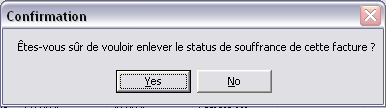 Confirmation
Êtes-vous sûr de vouloir enlever le status de souffrance de cette facture ?
Yes
No